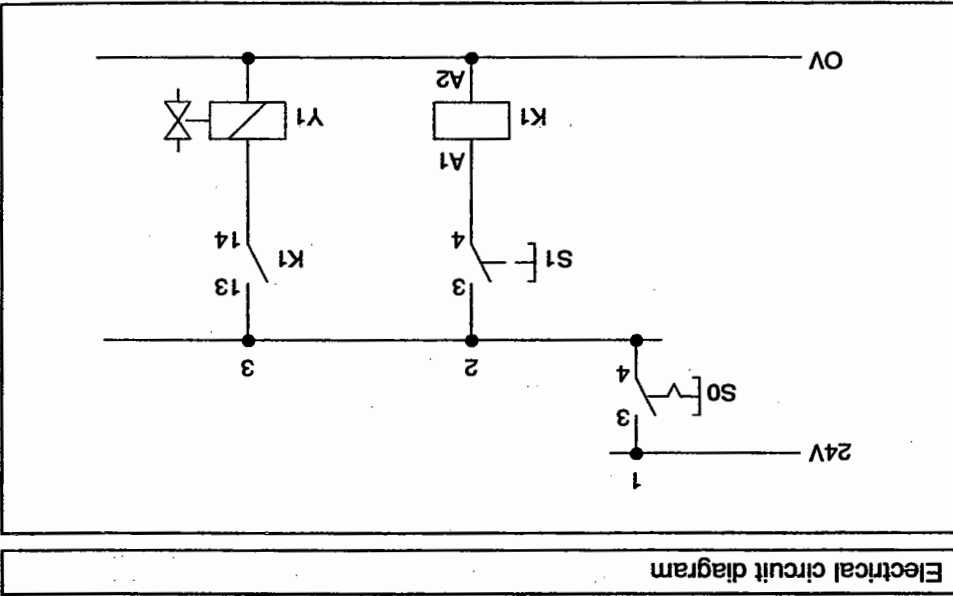 Electrical circuit diagram
1
24V
3
S0
4
2 3
3 13
S1 K1
4 14
A1
K1 Y1
A2
0V